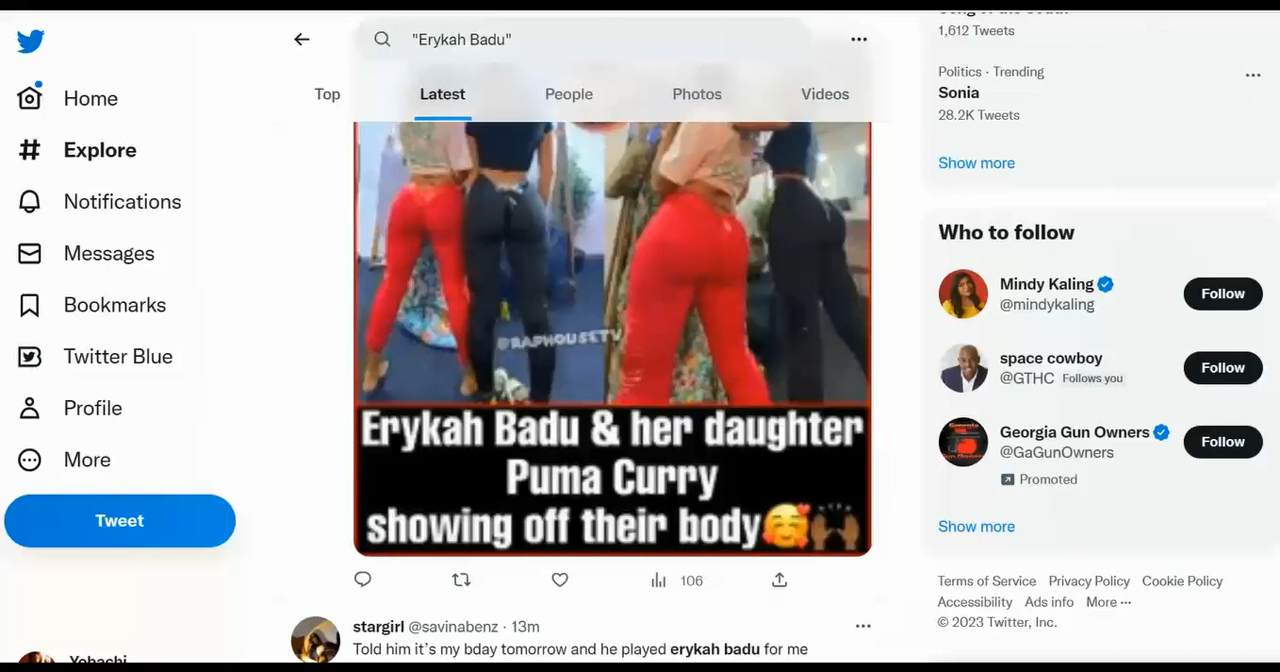 "Erykah Badu"
Top
Latest
People
Photos
Videos
Home
Explore
Notifications
Messages
Bookmarks
Twitter Blue
Profile
More
Tweet
@RAPHOUSETV
Erykah Badu & her daughter
Puma Curry
showing off their body🥰🙌🏾
106
stargirl @savinabenz · 13m
Told him it's my bday tomorrow and he played erykah badu for me
1,612 Tweets
Politics · Trending
Sonia
28.2K Tweets
Show more
Who to follow
Mindy Kaling
@mindykaling
Follow
space cowboy
@GTHC Follows you
Follow
Georgia Gun Owners
@GaGunOwners
Follow
Promoted
Show more
Terms of Service Privacy Policy Cookie Policy
Accessibility Ads info More ···
© 2023 Twitter, Inc.